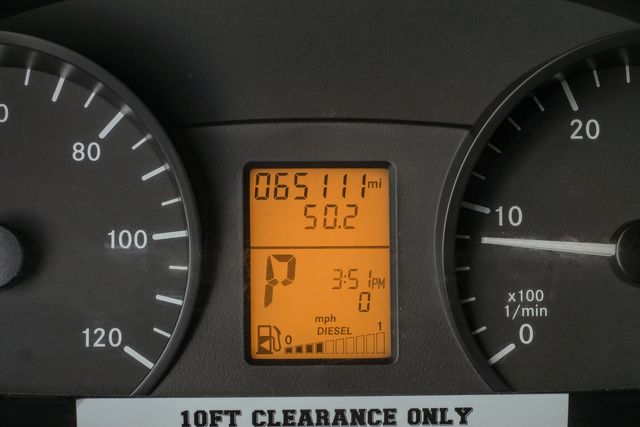 0
80
100
120
065111 mi
50.2
P 3:51 PM
0
mph
DIESEL
0 1
20
10
x100
1/min
0
10FT CLEARANCE ONLY